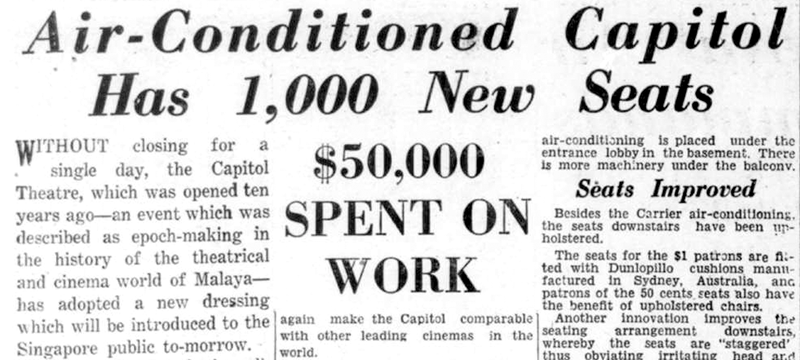 Air-Conditioned Capitol
Has 1,000 New Seats
WITHOUT closing for a
single day, the Capitol
Theatre, which was opened ten
years ago—an event which was
described as epoch-making in
the history of the theatrical
and cinema world of Malaya—
has adopted a new dressing
which will be introduced to the
Singapore public to-morrow.
$50,000
SPENT ON
WORK
again make the Capitol comparable
with other leading cinemas in the
world.
air-conditioning is placed under the
entrance lobby in the basement. There
is more machinery under the balcony.
Seats Improved
Besides the Carrier air-conditioning,
the seats downstairs have been up-
holstered.
The seats for the $1 patrons are fit-
ted with Dunlopillo cushions manu-
factured in Sydney, Australia, and
patrons of the 50 cents seats also have
the benefit of upholstered chairs.
Another innovation improves the
seating arrangement downstairs,
whereby the seats are "staggered"
thus obviating irritating head and